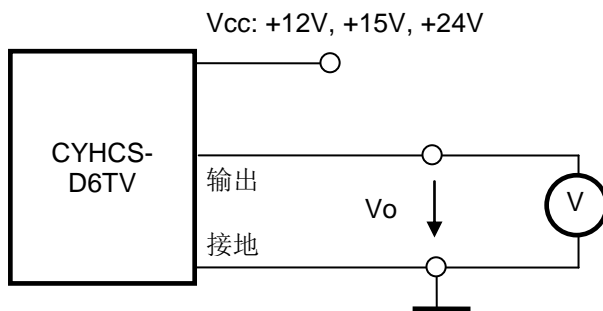 Vcc: +12V, +15V, +24V
CYHCS-
D6TV
输出
Vo
V
接地